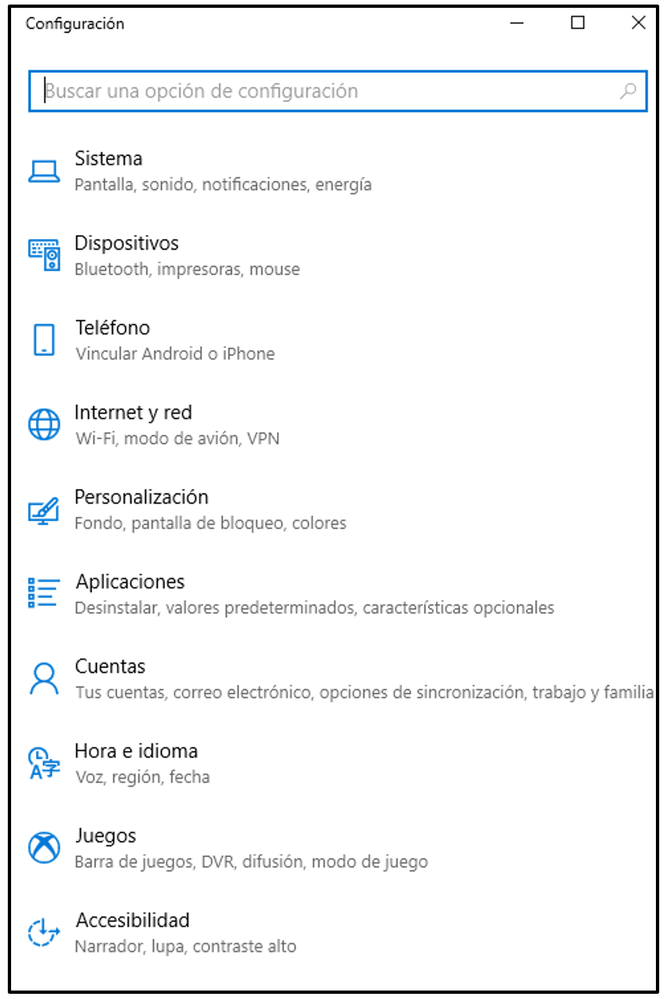 Configuración
Buscar una opción de configuración
Sistema
Pantalla, sonido, notificaciones, energía
Dispositivos
Bluetooth, impresoras, mouse
Teléfono
Vincular Android o iPhone
Internet y red
Wi-Fi, modo de avión, VPN
Personalización
Fondo, pantalla de bloqueo, colores
Aplicaciones
Desinstalar, valores predeterminados, características opcionales
Cuentas
Tus cuentas, correo electrónico, opciones de sincronización, trabajo y familia
Hora e idioma
Voz, región, fecha
Juegos
Barra de juegos, DVR, difusión, modo de juego
Accesibilidad
Narrador, lupa, contraste alto